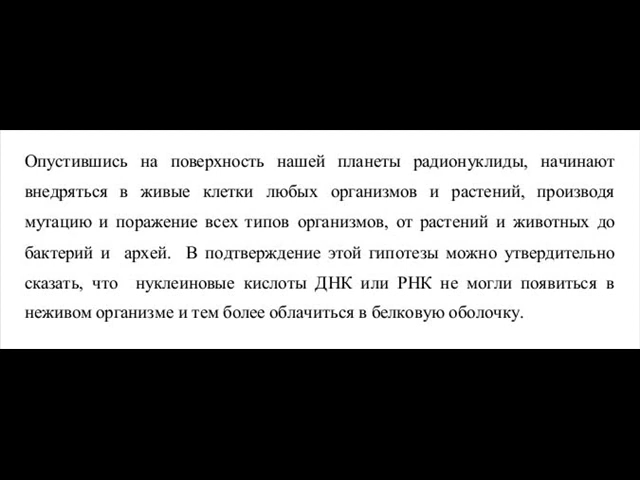 Опустившись на поверхность нашей планеты радионуклиды, начинают
внедряться в живые клетки любых организмов и растений, производя
мутацию и поражение всех типов организмов, от растений и животных до
бактерий и архей. В подтверждение этой гипотезы можно утвердительно
сказать, что нуклеиновые кислоты ДНК или РНК не могли появиться в
неживом организме и тем более облачиться в белковую оболочку.